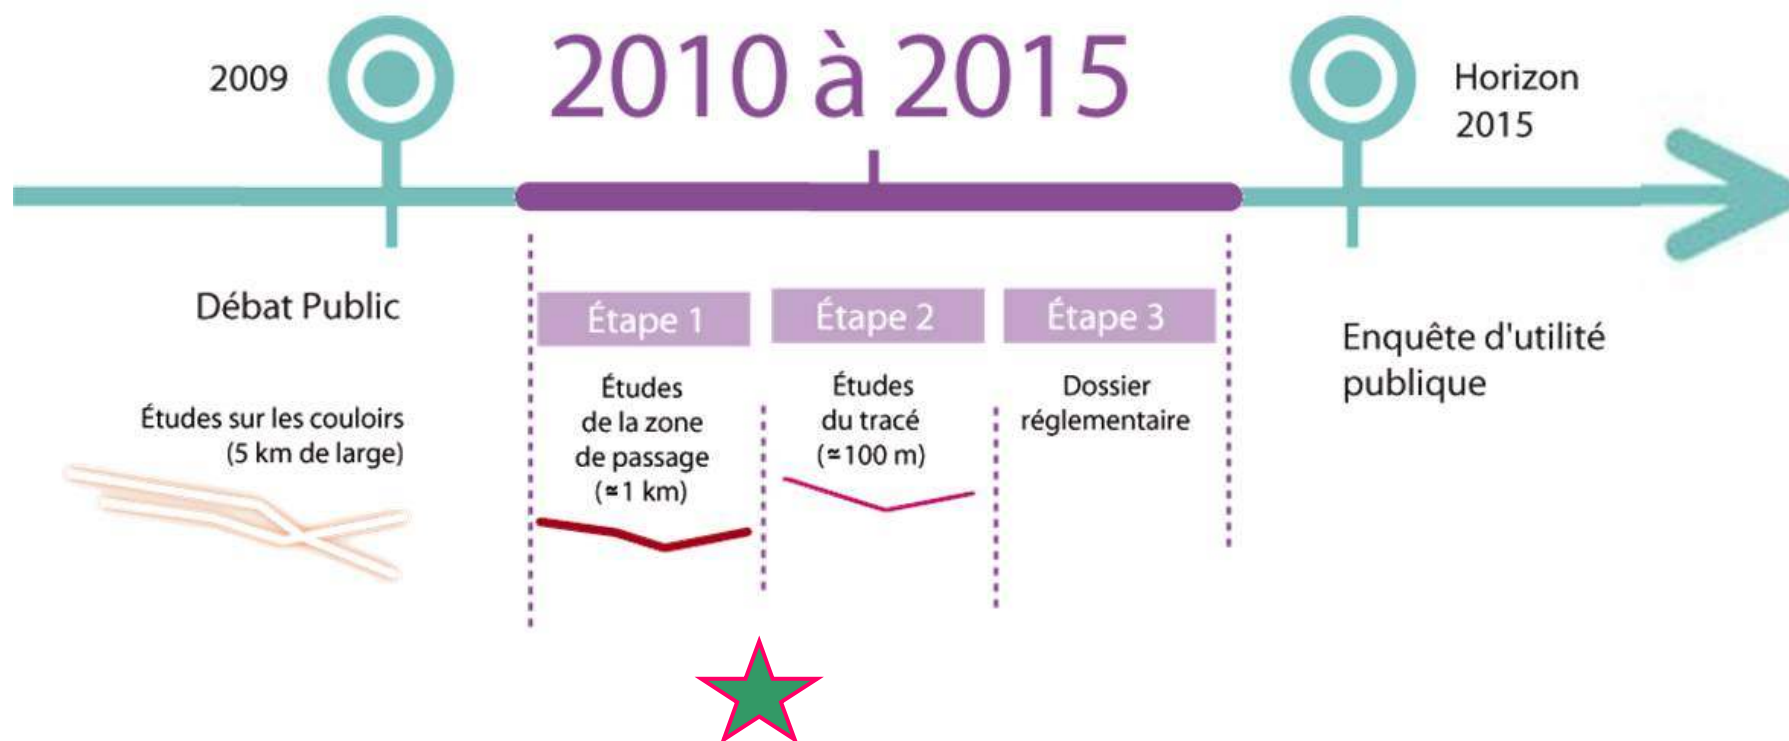 2009
2010 à 2015
Horizon
2015
Débat Public
Études sur les couloirs
(5 km de large)
Étape 1
Études
de la zone
de passage
(≃1 km)
Étape 2
Études
du tracé
(≃100 m)
Étape 3
Dossier
réglementaire
Enquête d'utilité
publique